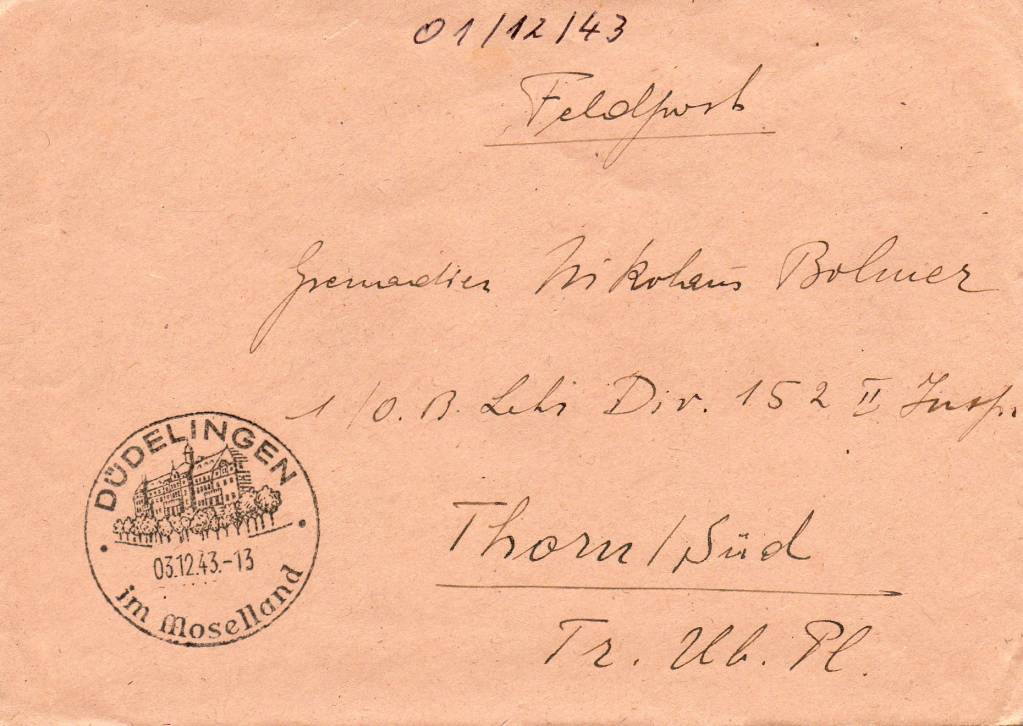 01/12/43
Feldpost
Grenadier Nikolaus Bolmer
1/O.B. Lehr Div. 152 II Insp.
Thorn/Süd
Tr. Üb. Pl.
DÜDELINGEN
03.12.43.-13
im Moselland